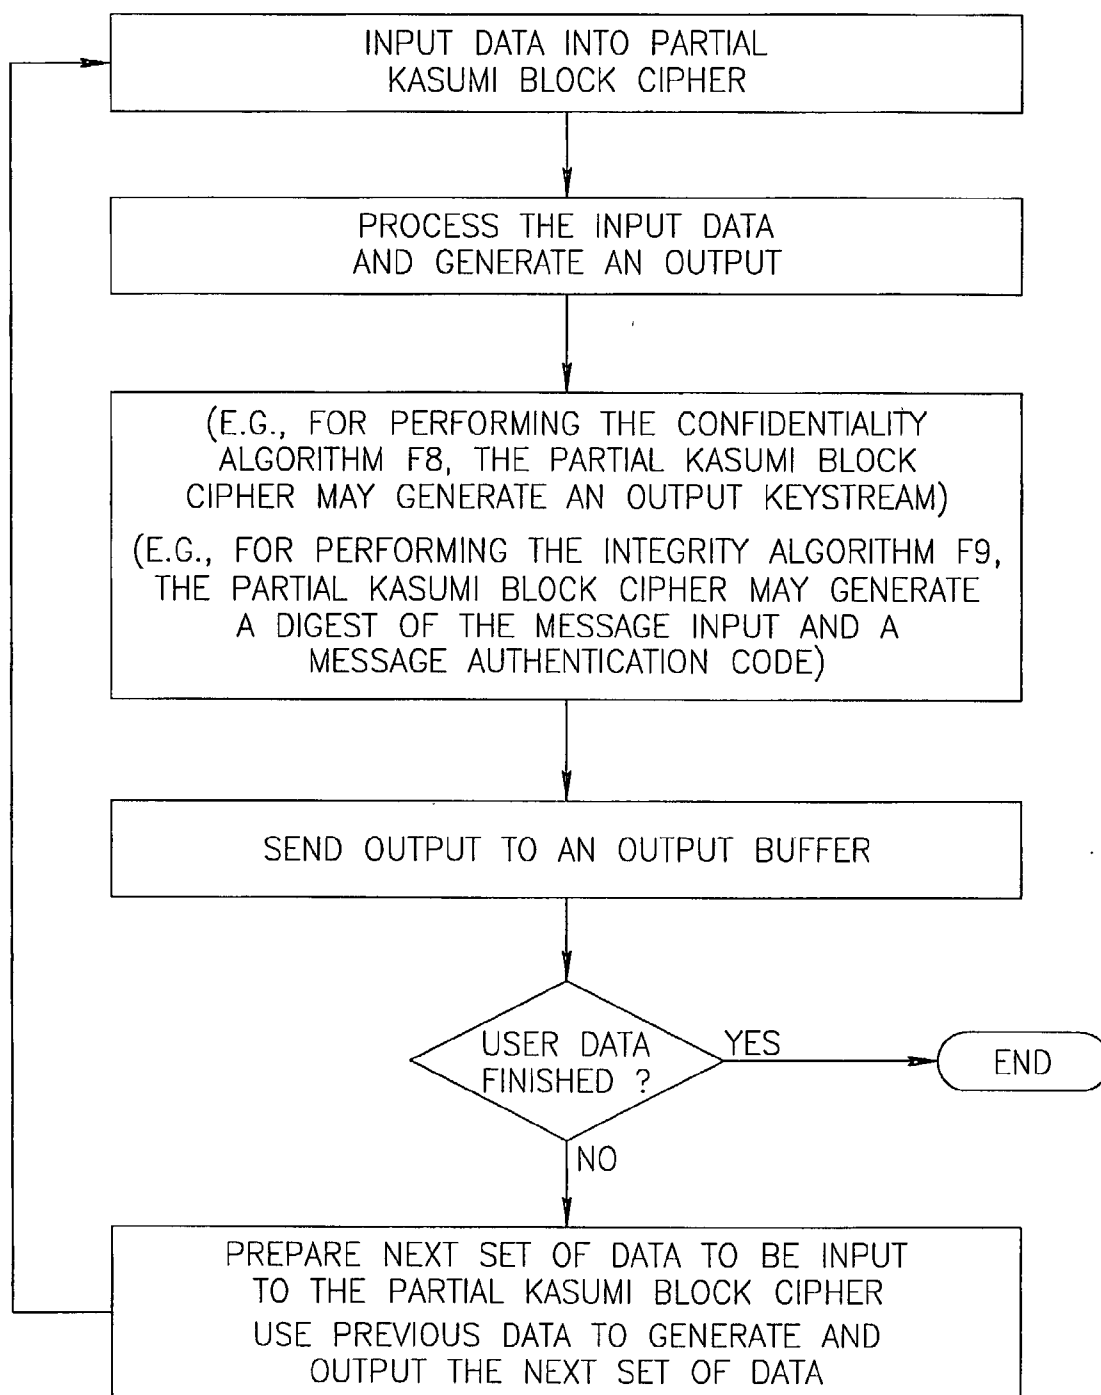 INPUT DATA INTO PARTIAL
KASUMI BLOCK CIPHER
PROCESS THE INPUT DATA
AND GENERATE AN OUTPUT
(E.G., FOR PERFORMING THE CONFIDENTIALITY
ALGORITHM F8, THE PARTIAL KASUMI BLOCK
CIPHER MAY GENERATE AN OUTPUT KEYSTREAM)
(E.G., FOR PERFORMING THE INTEGRITY ALGORITHM F9,
THE PARTIAL KASUMI BLOCK CIPHER MAY GENERATE
A DIGEST OF THE MESSAGE INPUT AND A
MESSAGE AUTHENTICATION CODE)
SEND OUTPUT TO AN OUTPUT BUFFER
USER DATA
FINISHED ?
YES
END
NO
PREPARE NEXT SET OF DATA TO BE INPUT
TO THE PARTIAL KASUMI BLOCK CIPHER
USE PREVIOUS DATA TO GENERATE AND
OUTPUT THE NEXT SET OF DATA